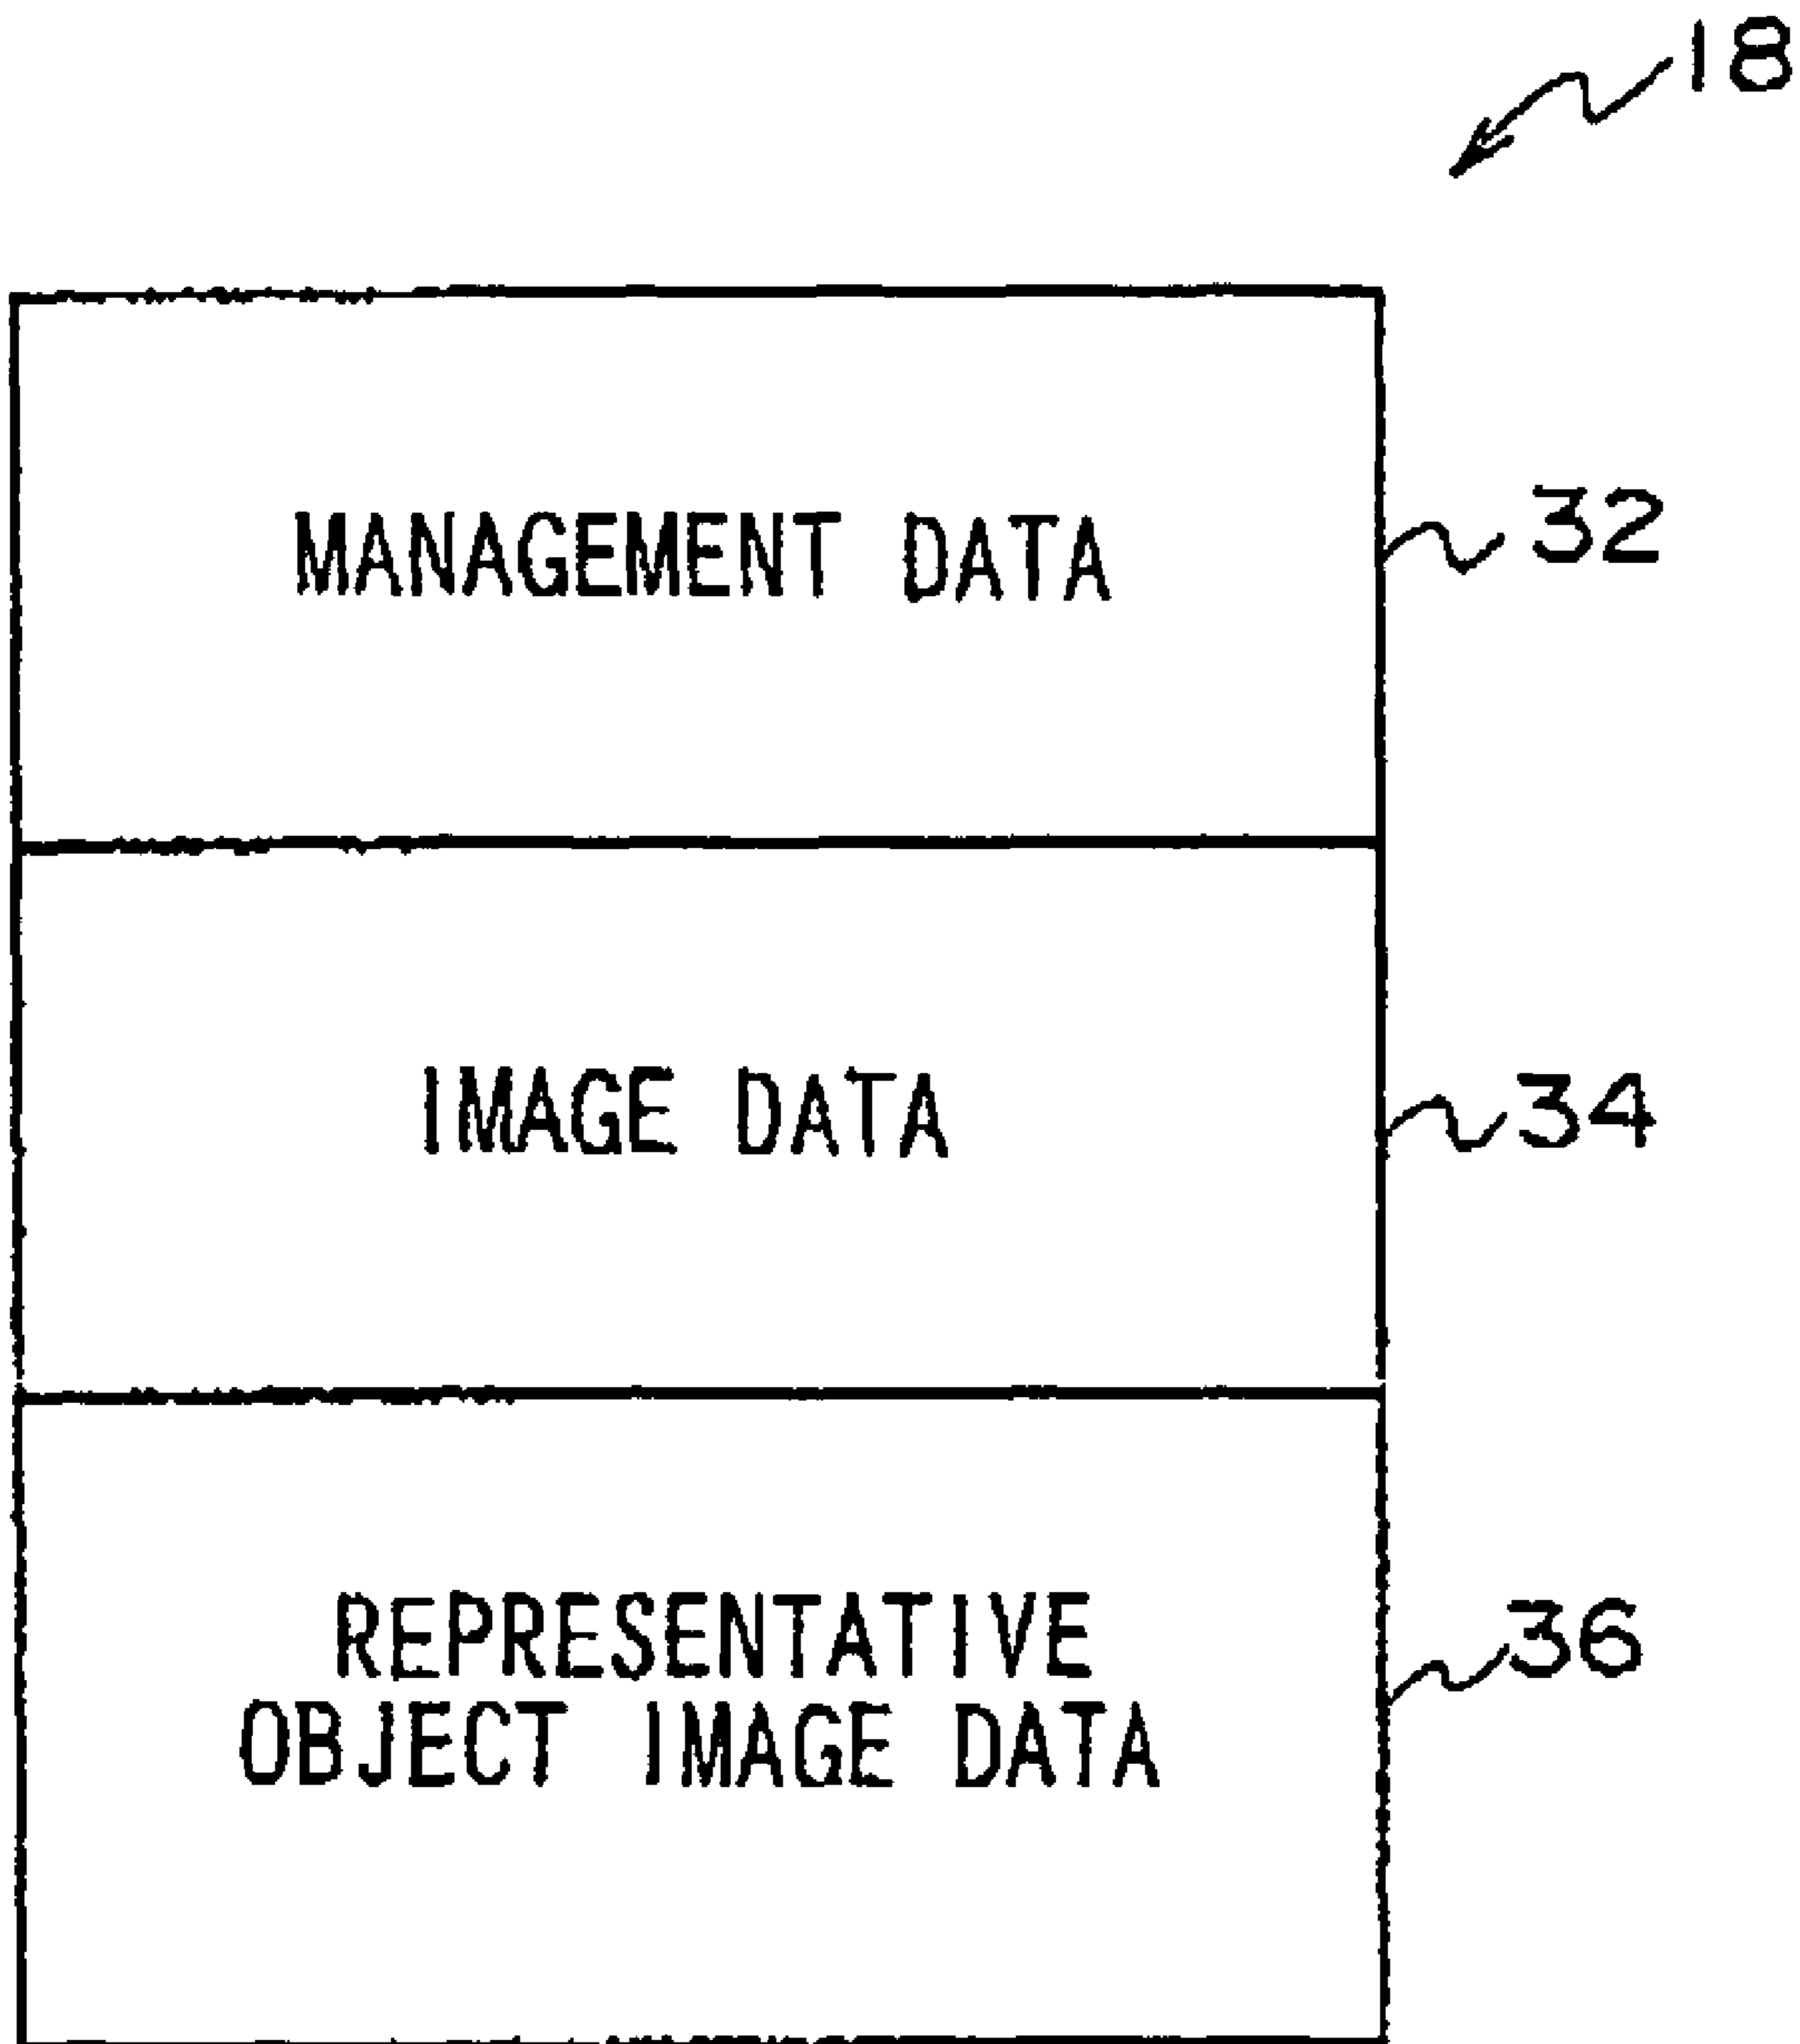 18
MANAGEMENT DATA
32
IMAGE DATA
34
REPRESENTATIVE
OBJECT IMAGE DATA
36